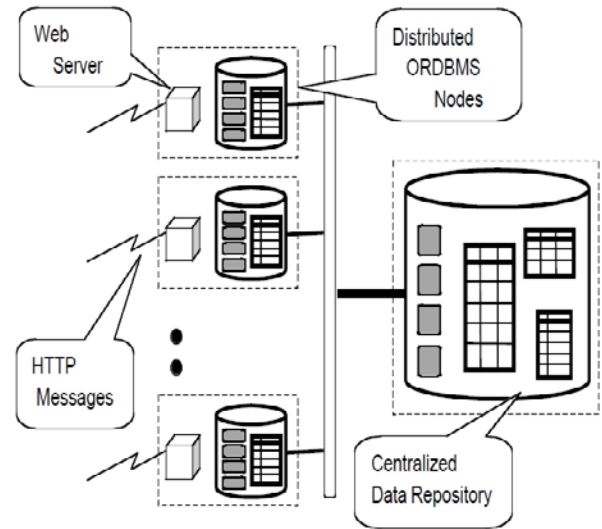 Web
Server
Distributed
ORDBMS
Nodes
HTTP
Messages
Centralized
Data Repository